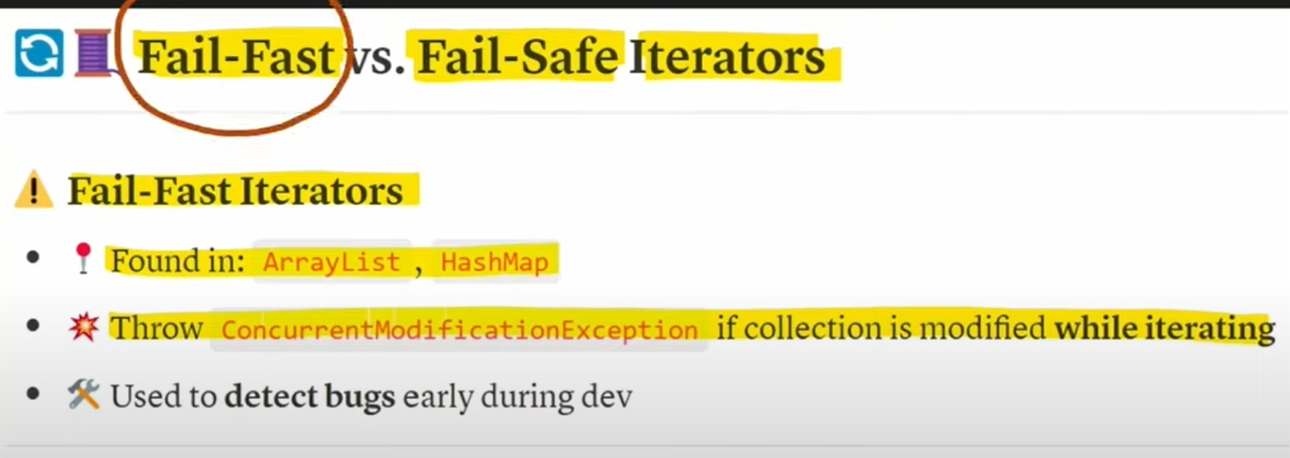 Fail-Fast vs. Fail-Safe Iterators
Fail-Fast Iterators
Found in: ArrayList , HashMap
Throw ConcurrentModificationException if collection is modified while iterating
Used to detect bugs early during dev